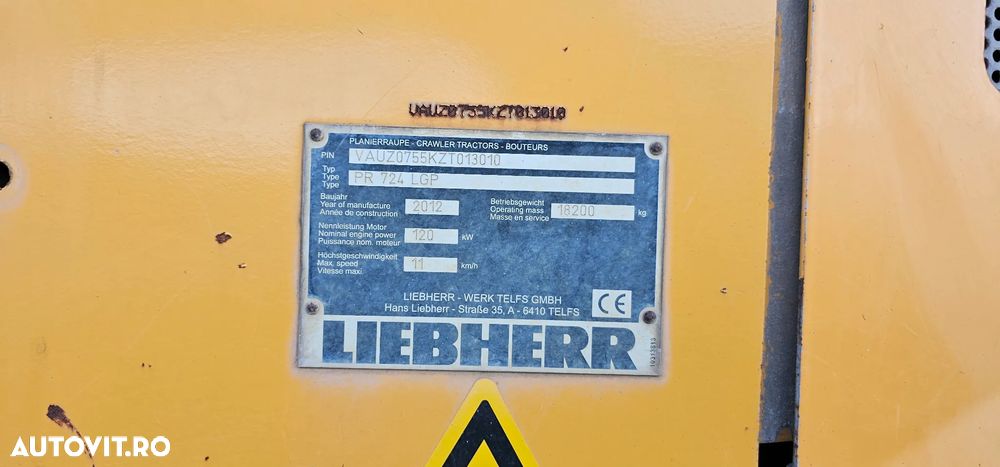 VAUZ0755KZT013010
PLANIERRAUPE - CRAWLER TRACTORS - BOUTEURS
PIN VAUZ0755KZT013010
Typ
Type PR 724 LGP
Type
Baujahr
Year of manufacture 2012
Année de construction
Betriebsgewicht
Operating mass 18200 kg
Masse en service
Nennleistung Motor
Nominal engine power 120 kW
Puissance nom. moteur
Höchstgeschwindigkeit
Max. speed 11 km/h
Vitesse maxi.
LIEBHERR - WERK TELFS GMBH
Hans Liebherr - Straße 35, A - 6410 TELFS
CE
LIEBHERR
AUTOVIT.RO